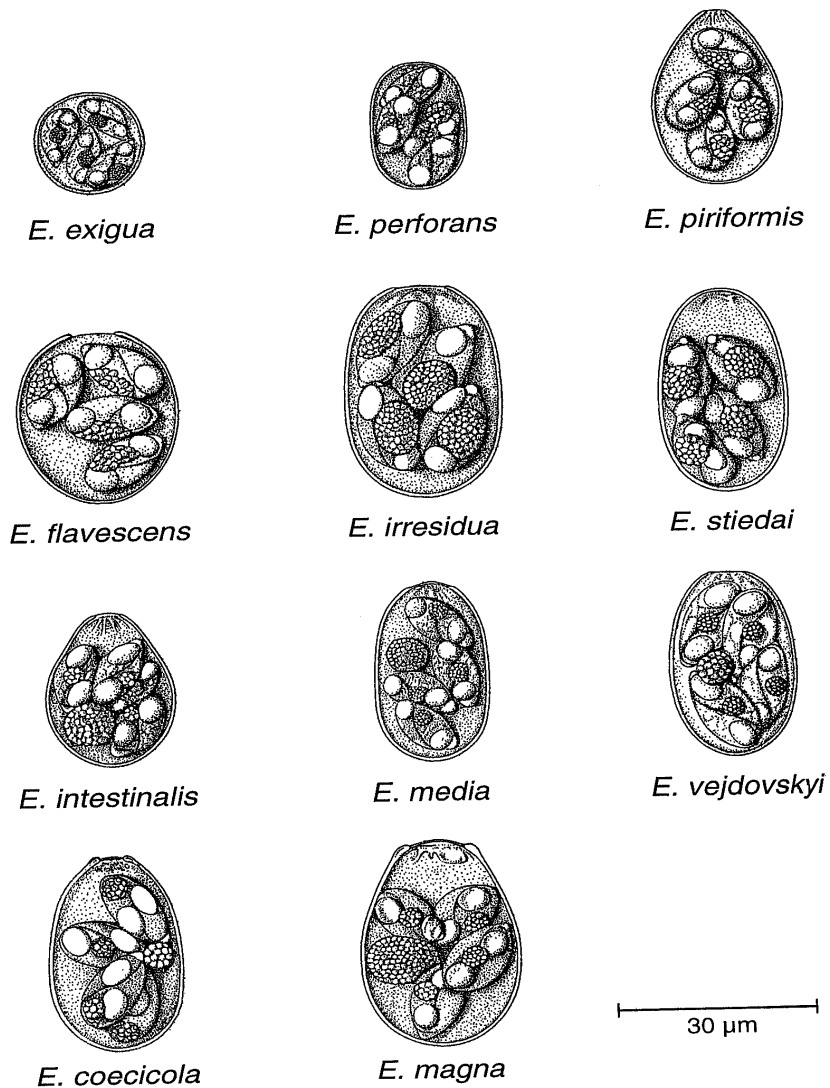 E. exigua
E. perforans
E. piriformis
E. flavescens
E. irresidua
E. stiedai
E. intestinalis
E. media
E. vejdovskyi
E. coecicola
E. magna
30 µm